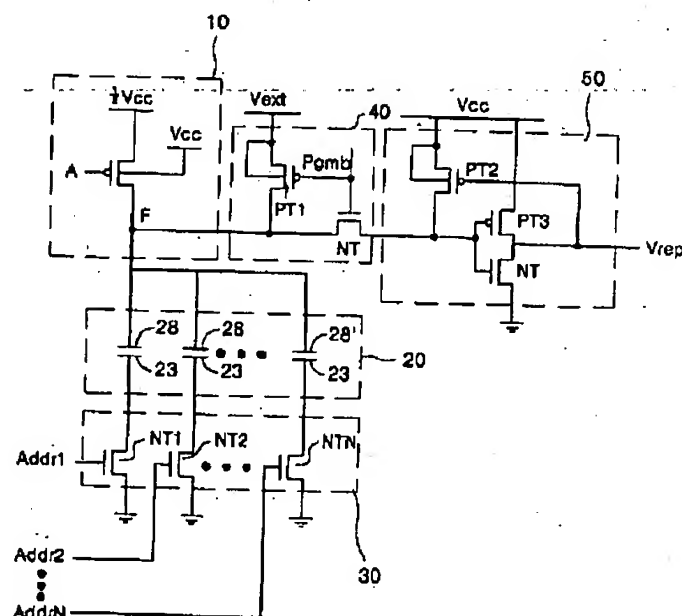 10
½Vcc
Vcc
A
F
Vext
40
Pgmb
PT1
NT
Vcc
50
PT2
PT3
NT
Vrep
28
28
28'
23
23
23
20
Addr1
NT1
NT2
NTN
30
Addr2
AddrN